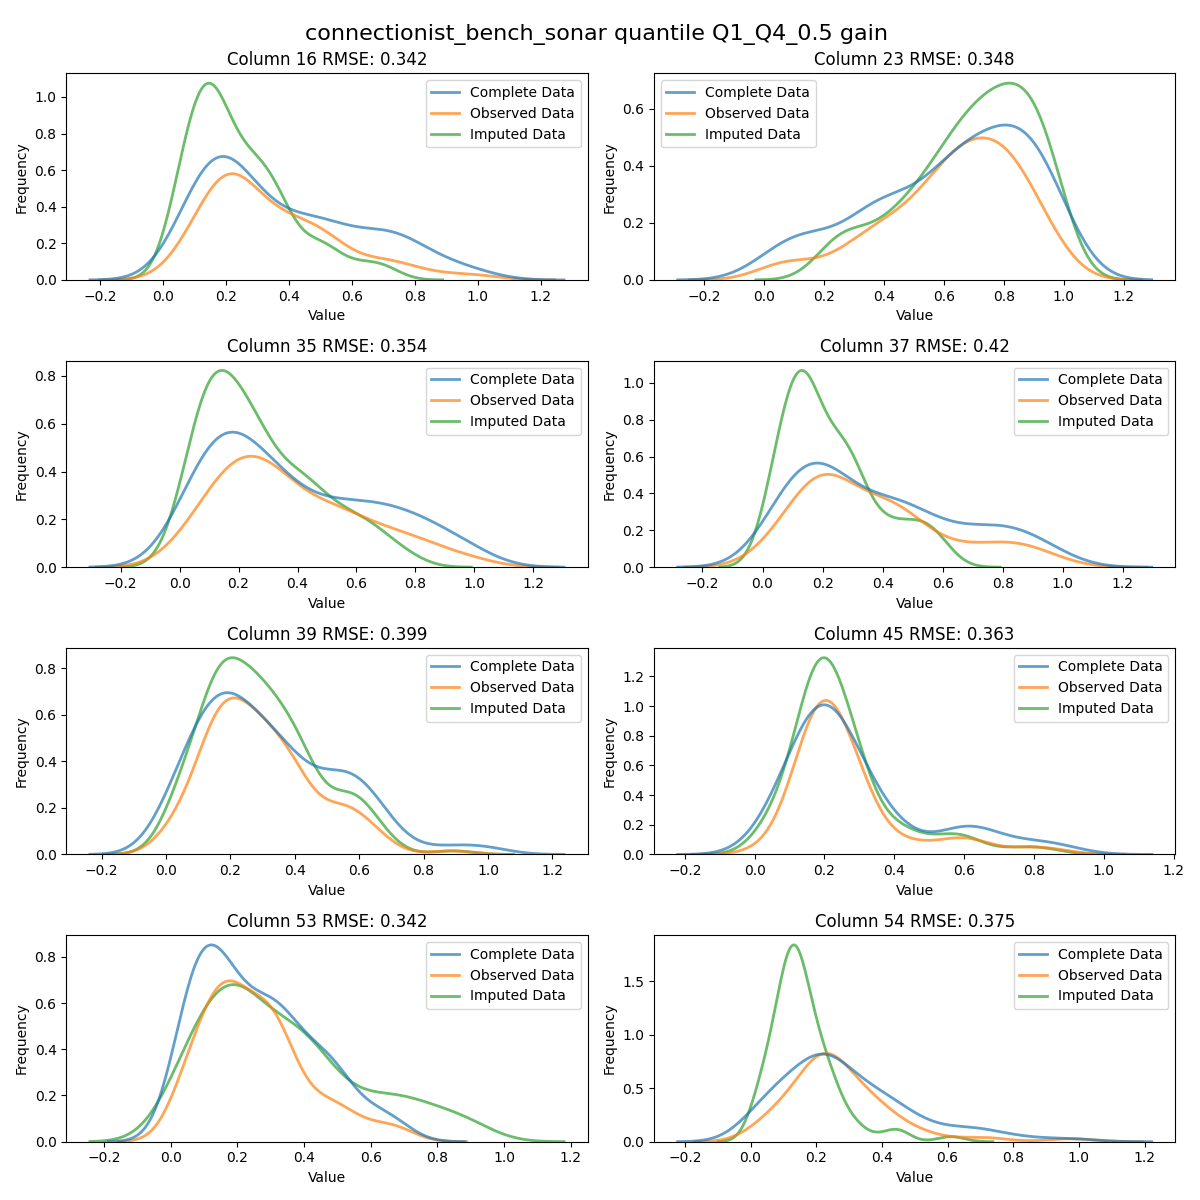 connectionist_bench_sonar quantile Q1_Q4_0.5 gain
Column 16 RMSE: 0.342
Frequency
1.0
0.8
0.6
0.4
0.2
0.0
Complete Data
Observed Data
Imputed Data
−0.2 0.0 0.2 0.4 0.6 0.8 1.0 1.2
Value
Column 23 RMSE: 0.348
Frequency
0.6
0.4
0.2
0.0
Complete Data
Observed Data
Imputed Data
−0.2 0.0 0.2 0.4 0.6 0.8 1.0 1.2
Value
Column 35 RMSE: 0.354
Frequency
0.8
0.6
0.4
0.2
0.0
Complete Data
Observed Data
Imputed Data
−0.2 0.0 0.2 0.4 0.6 0.8 1.0 1.2
Value
Column 37 RMSE: 0.42
Frequency
1.0
0.8
0.6
0.4
0.2
0.0
Complete Data
Observed Data
Imputed Data
−0.2 0.0 0.2 0.4 0.6 0.8 1.0 1.2
Value
Column 39 RMSE: 0.399
Frequency
0.8
0.6
0.4
0.2
0.0
Complete Data
Observed Data
Imputed Data
−0.2 0.0 0.2 0.4 0.6 0.8 1.0 1.2
Value
Column 45 RMSE: 0.363
Frequency
1.2
1.0
0.8
0.6
0.4
0.2
0.0
Complete Data
Observed Data
Imputed Data
−0.2 0.0 0.2 0.4 0.6 0.8 1.0 1.2
Value
Column 53 RMSE: 0.342
Frequency
0.8
0.6
0.4
0.2
0.0
Complete Data
Observed Data
Imputed Data
−0.2 0.0 0.2 0.4 0.6 0.8 1.0 1.2
Value
Column 54 RMSE: 0.375
Frequency
1.5
1.0
0.5
0.0
Complete Data
Observed Data
Imputed Data
−0.2 0.0 0.2 0.4 0.6 0.8 1.0 1.2
Value